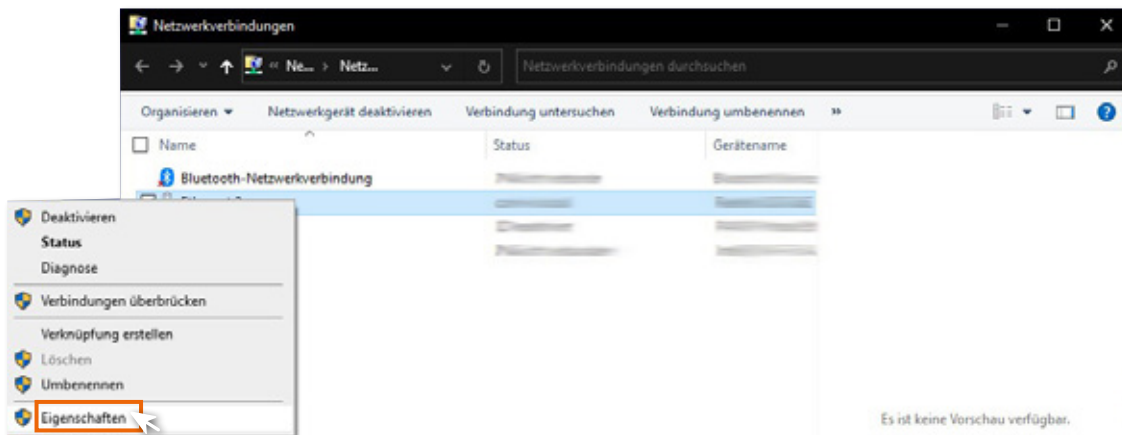 Netzwerkverbindungen
« Ne... › Netz... Netzwerkverbindungen durchsuchen
Organisieren Netzwerkgerät deaktivieren Verbindung untersuchen Verbindung umbenennen »
Name Status Gerätename
Bluetooth-Netzwerkverbindung
Deaktivieren
Status
Diagnose
Verbindungen überbrücken
Verknüpfung erstellen
Löschen
Umbenennen
Eigenschaften
Es ist keine Vorschau verfügbar.